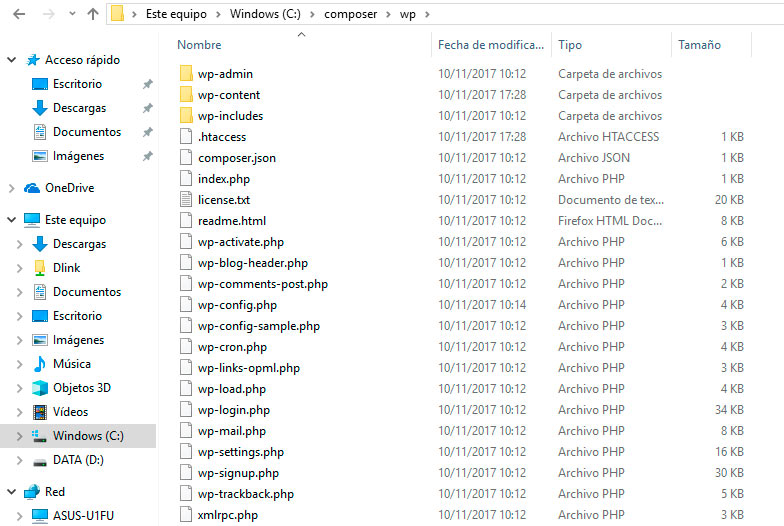 Este equipo > Windows (C:) > composer > wp >
Nombre Fecha de modifica... Tipo Tamaño
Acceso rápido
Escritorio
Descargas
Documentos
Imágenes
OneDrive
Este equipo
Descargas
Dlink
Documentos
Escritorio
Imágenes
Música
Objetos 3D
Vídeos
Windows (C:)
DATA (D:)
Red
ASUS-U1FU
wp-admin 10/11/2017 10:12 Carpeta de archivos
wp-content 10/11/2017 17:28 Carpeta de archivos
wp-includes 10/11/2017 10:12 Carpeta de archivos
.htaccess 10/11/2017 17:28 Archivo HTACCESS 1 KB
composer.json 10/11/2017 10:12 Archivo JSON 1 KB
index.php 10/11/2017 10:12 Archivo PHP 1 KB
license.txt 10/11/2017 10:12 Documento de tex... 20 KB
readme.html 10/11/2017 10:12 Firefox HTML Doc... 8 KB
wp-activate.php 10/11/2017 10:12 Archivo PHP 6 KB
wp-blog-header.php 10/11/2017 10:12 Archivo PHP 1 KB
wp-comments-post.php 10/11/2017 10:12 Archivo PHP 2 KB
wp-config.php 10/11/2017 10:14 Archivo PHP 4 KB
wp-config-sample.php 10/11/2017 10:12 Archivo PHP 3 KB
wp-cron.php 10/11/2017 10:12 Archivo PHP 4 KB
wp-links-opml.php 10/11/2017 10:12 Archivo PHP 3 KB
wp-load.php 10/11/2017 10:12 Archivo PHP 4 KB
wp-login.php 10/11/2017 10:12 Archivo PHP 34 KB
wp-mail.php 10/11/2017 10:12 Archivo PHP 8 KB
wp-settings.php 10/11/2017 10:12 Archivo PHP 16 KB
wp-signup.php 10/11/2017 10:12 Archivo PHP 30 KB
wp-trackback.php 10/11/2017 10:12 Archivo PHP 5 KB
xmlrpc.php 10/11/2017 10:12 Archivo PHP 3 KB